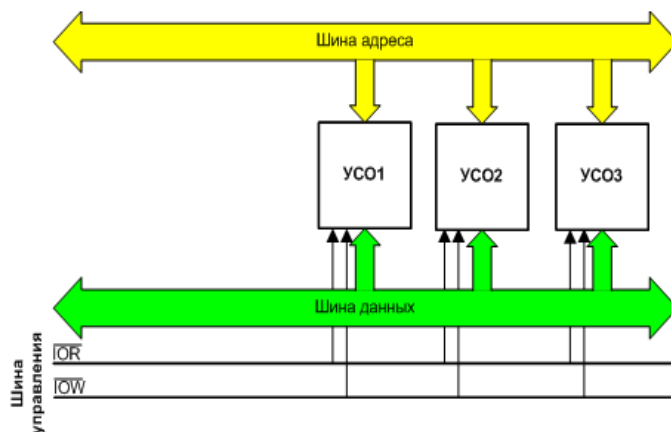 Шина адреса
УСО1
УСО2
УСО3
Шина данных
Шина
управления
IOR
IOW